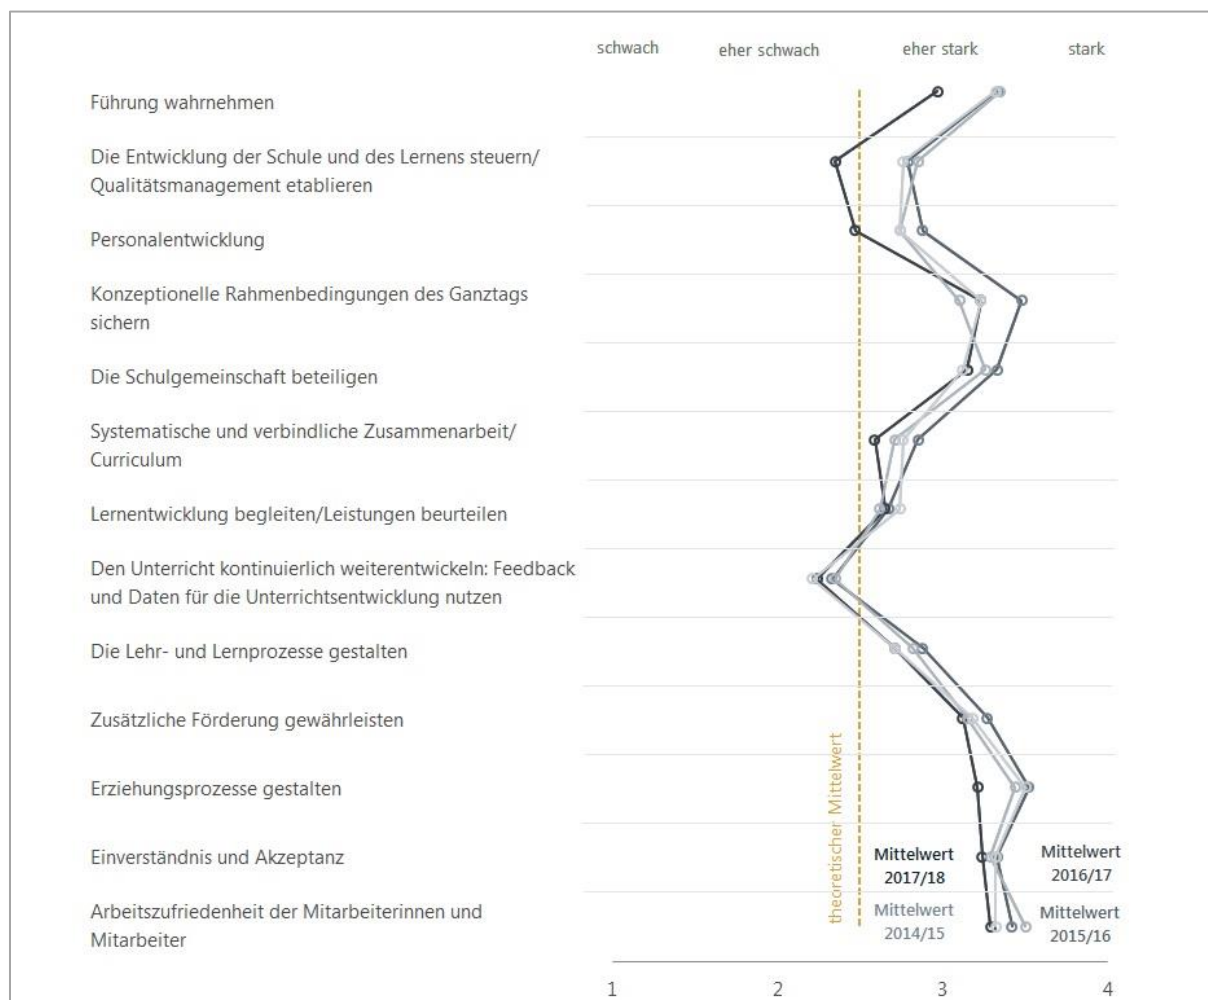 schwach eher schwach eher stark stark
Führung wahrnehmen
Die Entwicklung der Schule und des Lernens steuern/
Qualitätsmanagement etablieren
Personalentwicklung
Konzeptionelle Rahmenbedingungen des Ganztags
sichern
Die Schulgemeinschaft beteiligen
Systematische und verbindliche Zusammenarbeit/
Curriculum
Lernentwicklung begleiten/Leistungen beurteilen
Den Unterricht kontinuierlich weiterentwickeln: Feedback
und Daten für die Unterrichtsentwicklung nutzen
Die Lehr- und Lernprozesse gestalten
Zusätzliche Förderung gewährleisten
Erziehungsprozesse gestalten
Einverständnis und Akzeptanz
Arbeitszufriedenheit der Mitarbeiterinnen und
Mitarbeiter
theoretischer Mittelwert
Mittelwert
2017/18
Mittelwert
2016/17
Mittelwert
2014/15
Mittelwert
2015/16
1 2 3 4